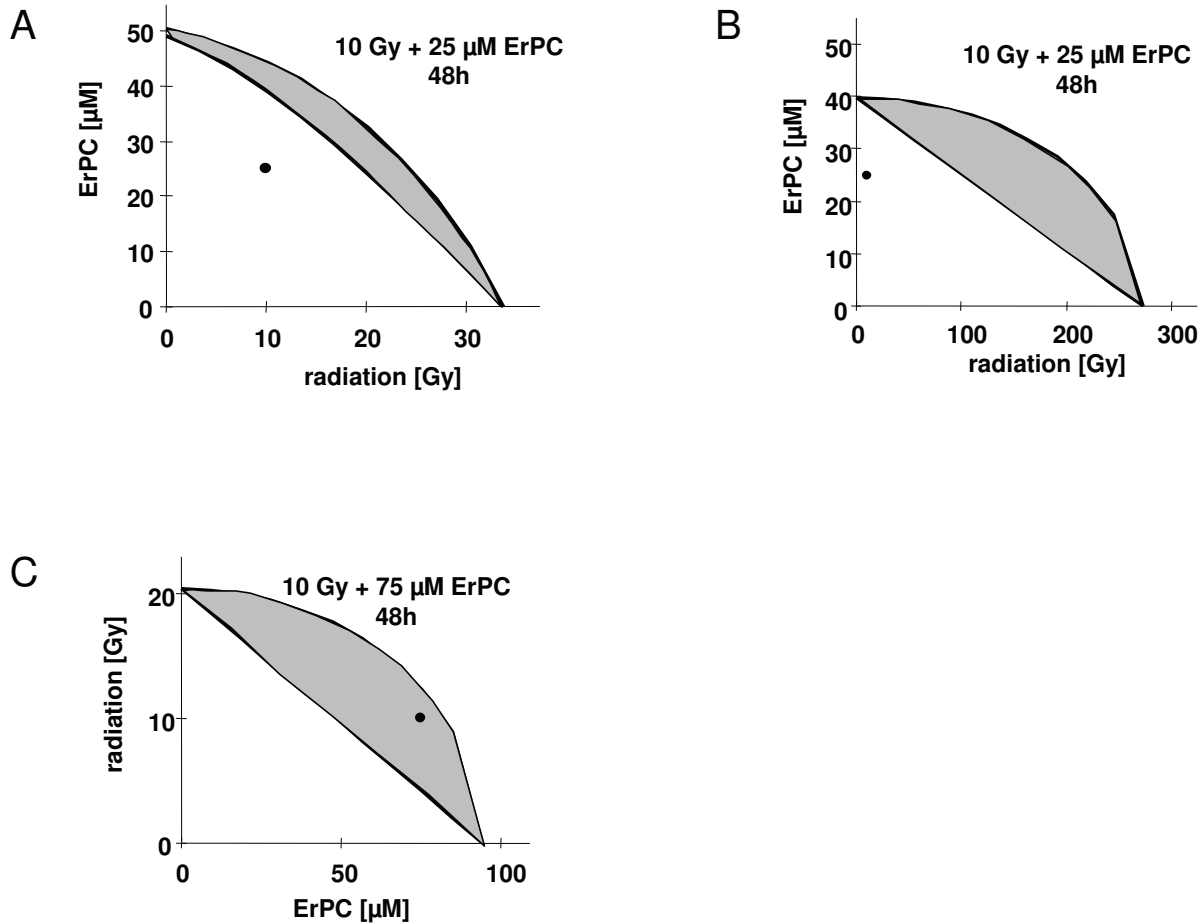 A
10 Gy + 25 µM ErPC
48h
ErPC [µM]
50
40
30
20
10
0
0 10 20 30
radiation [Gy]
B
10 Gy + 25 µM ErPC
48h
ErPC [µM]
50
40
30
20
10
0
0 100 200 300
radiation [Gy]
C
10 Gy + 75 µM ErPC
48h
radiation [Gy]
20
10
0
0 50 100
ErPC [µM]